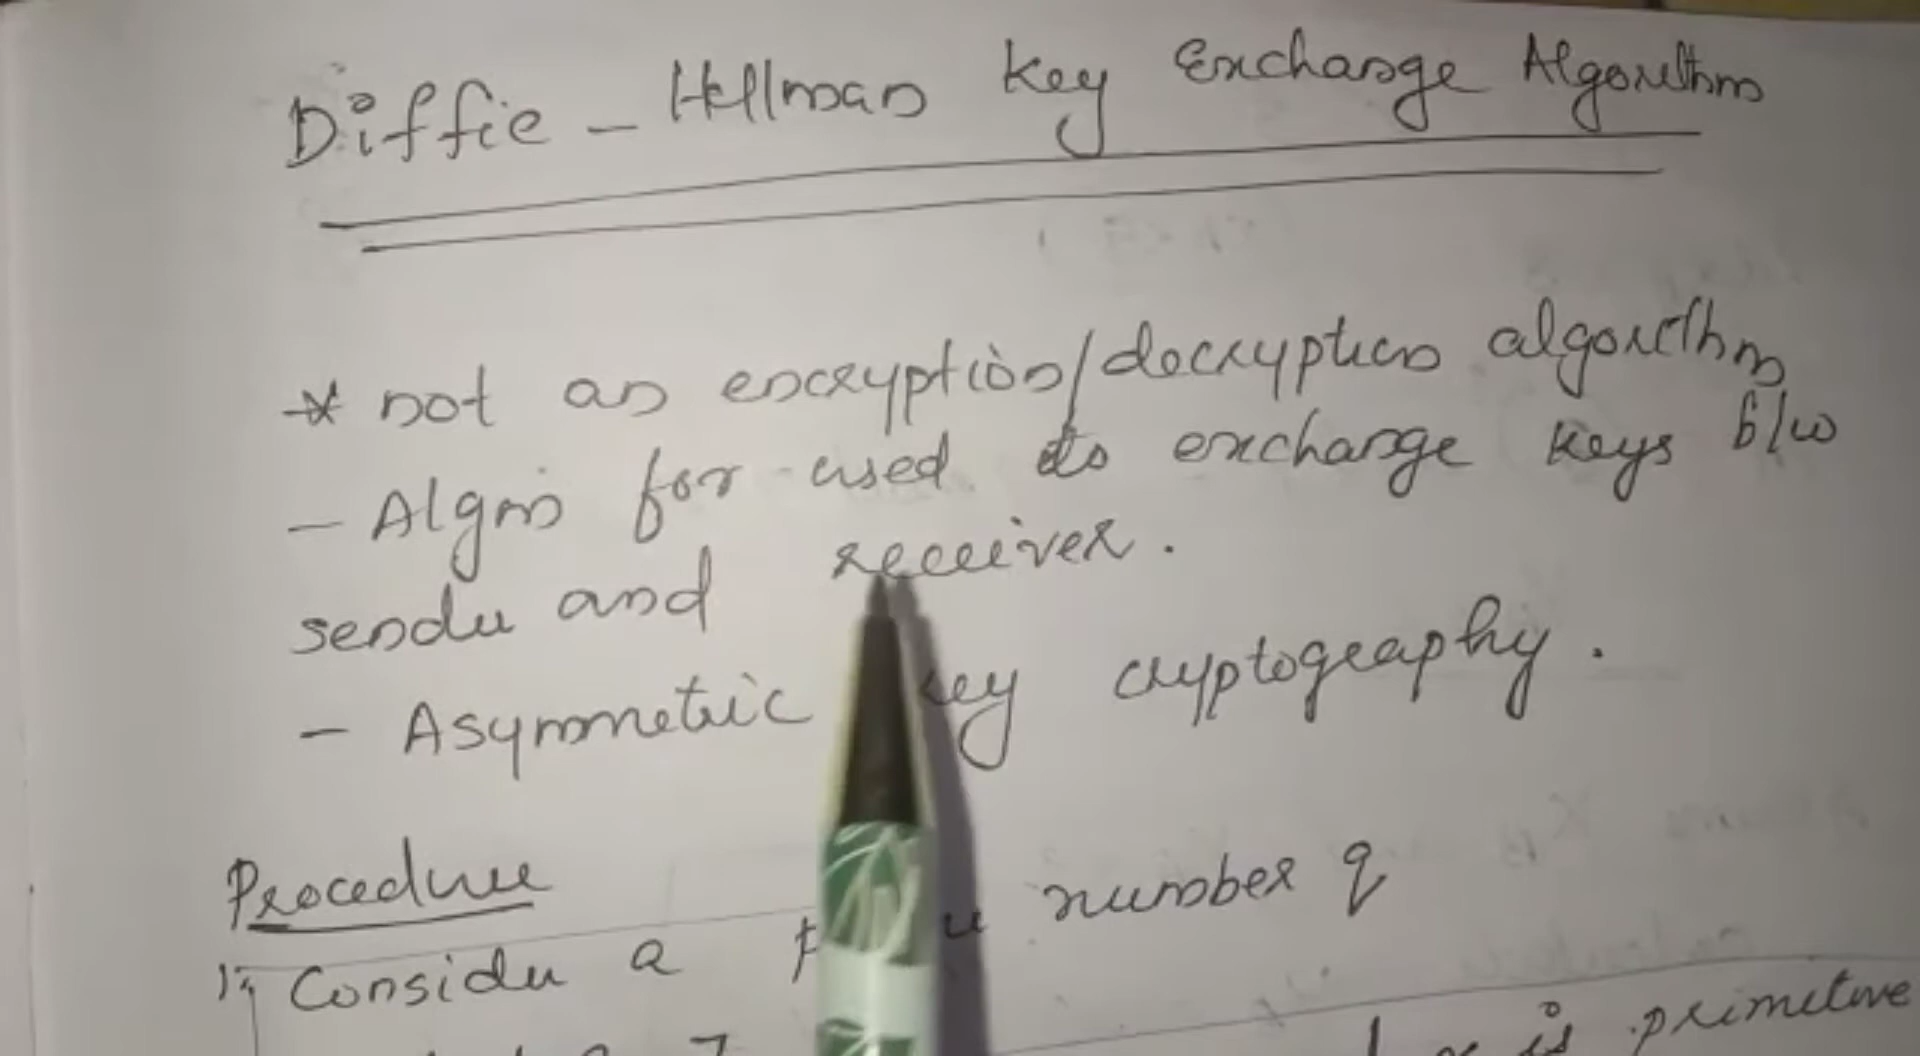 Diffie - Hellman Key Exchange Algorithm
* not an encryption/decryption algorithm
- Algm for used to exchange keys b/w
sender and receiver.
- Asymmetric key cryptography.
Procedure
1) Consider a number q
is primitive